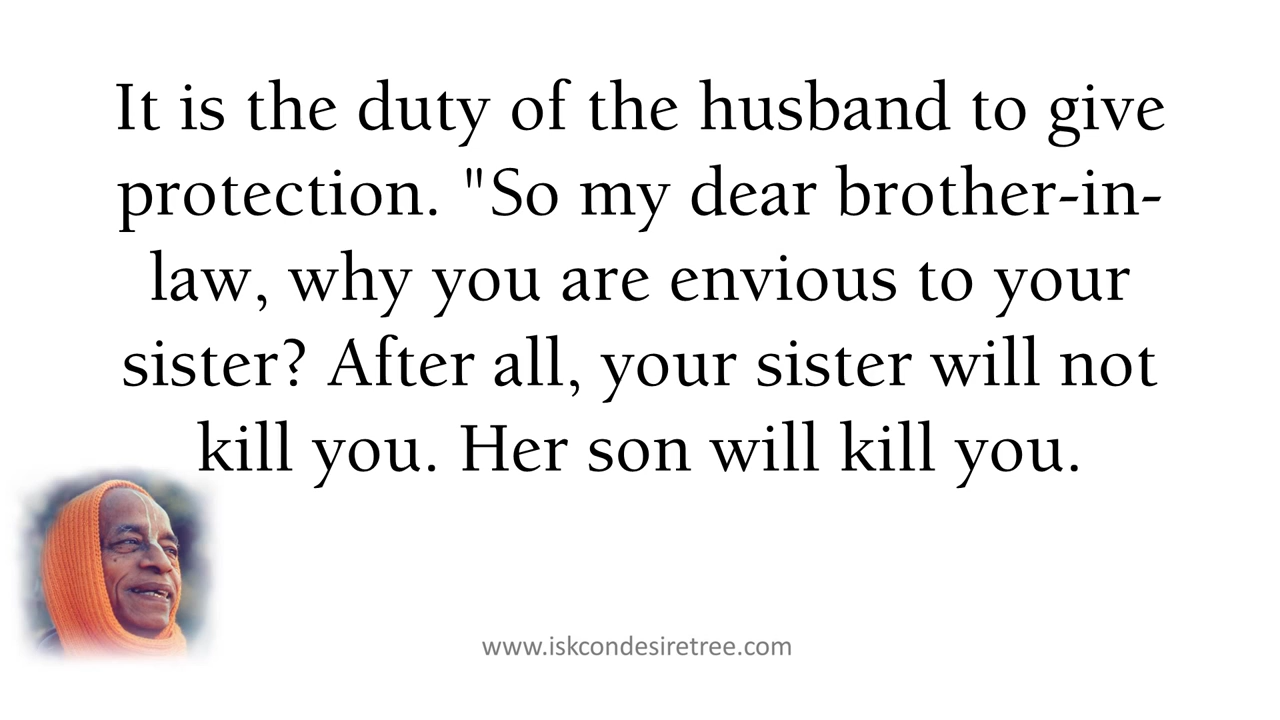 It is the duty of the husband to give
protection. "So my dear brother-in-
law, why you are envious to your
sister? After all, your sister will not
kill you. Her son will kill you.
www.iskcondesiretree.com